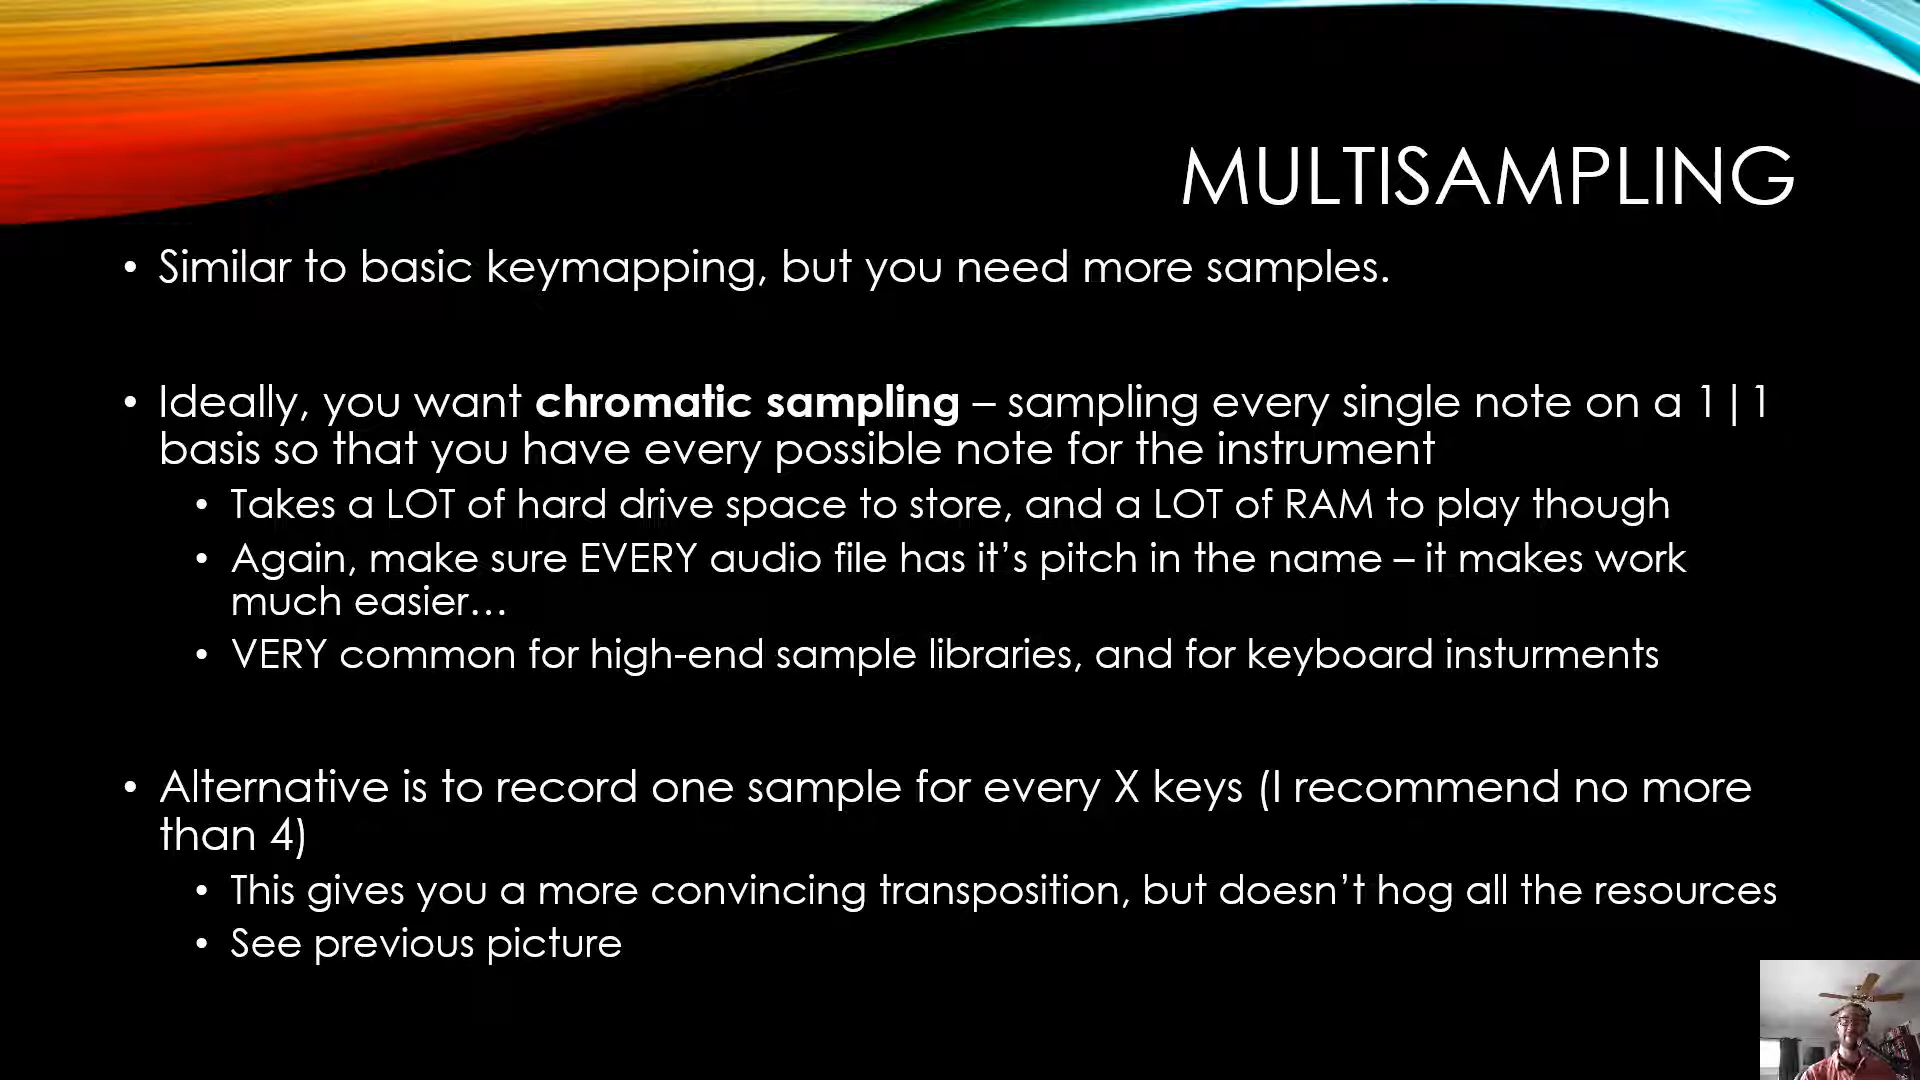 MULTISAMPLING
• Similar to basic keymapping, but you need more samples.
• Ideally, you want chromatic sampling – sampling every single note on a 1|1
basis so that you have every possible note for the instrument
• Takes a LOT of hard drive space to store, and a LOT of RAM to play though
• Again, make sure EVERY audio file has it’s pitch in the name – it makes work
much easier…
• VERY common for high-end sample libraries, and for keyboard insturments
• Alternative is to record one sample for every X keys (I recommend no more
than 4)
• This gives you a more convincing transposition, but doesn’t hog all the resources
• See previous picture